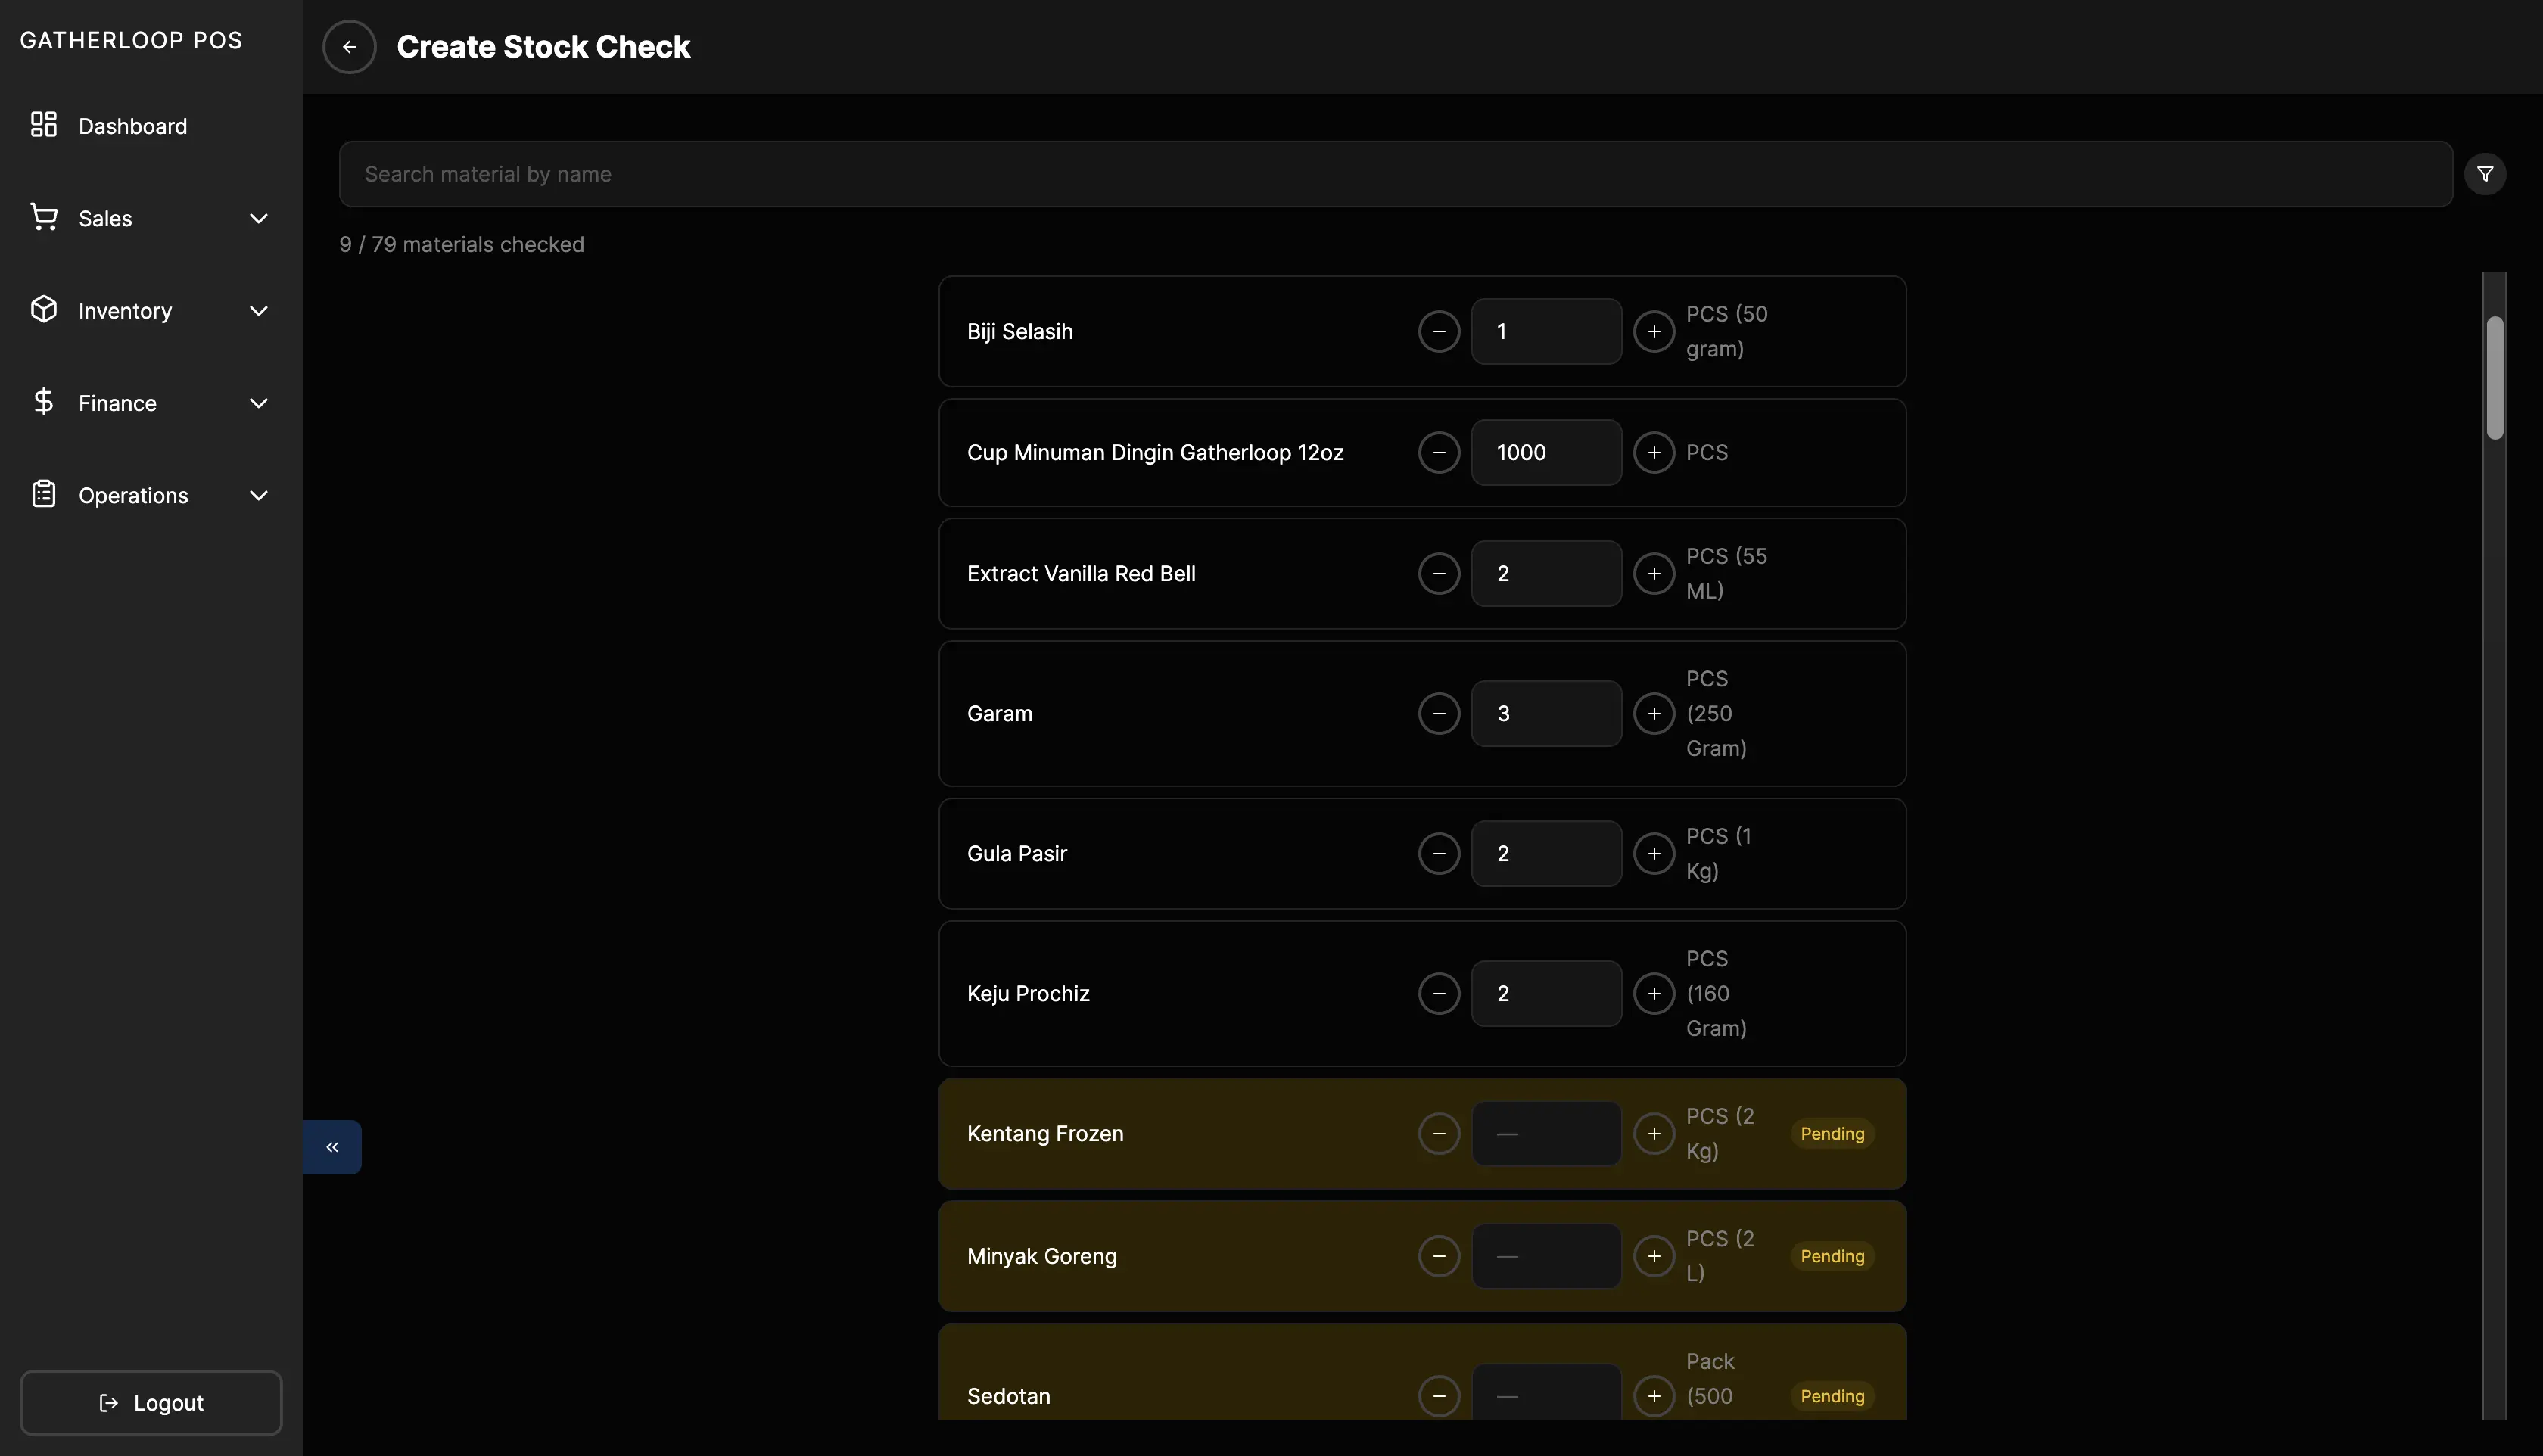 GATHERLOOP POS
Dashboard
Sales
Inventory
Finance
Operations
Logout
Create Stock Check
Search material by name
9 / 79 materials checked
Biji Selasih
1
PCS (50
gram)
Cup Minuman Dingin Gatherloop 12oz
1000
PCS
Extract Vanilla Red Bell
2
PCS (55
ML)
Garam
3
PCS
(250
Gram)
Gula Pasir
2
PCS (1
Kg)
Keju Prochiz
2
PCS
(160
Gram)
Kentang Frozen
—
PCS (2
Kg)
Pending
Minyak Goreng
—
PCS (2
L)
Pending
Sedotan
—
Pack
(500
Pending